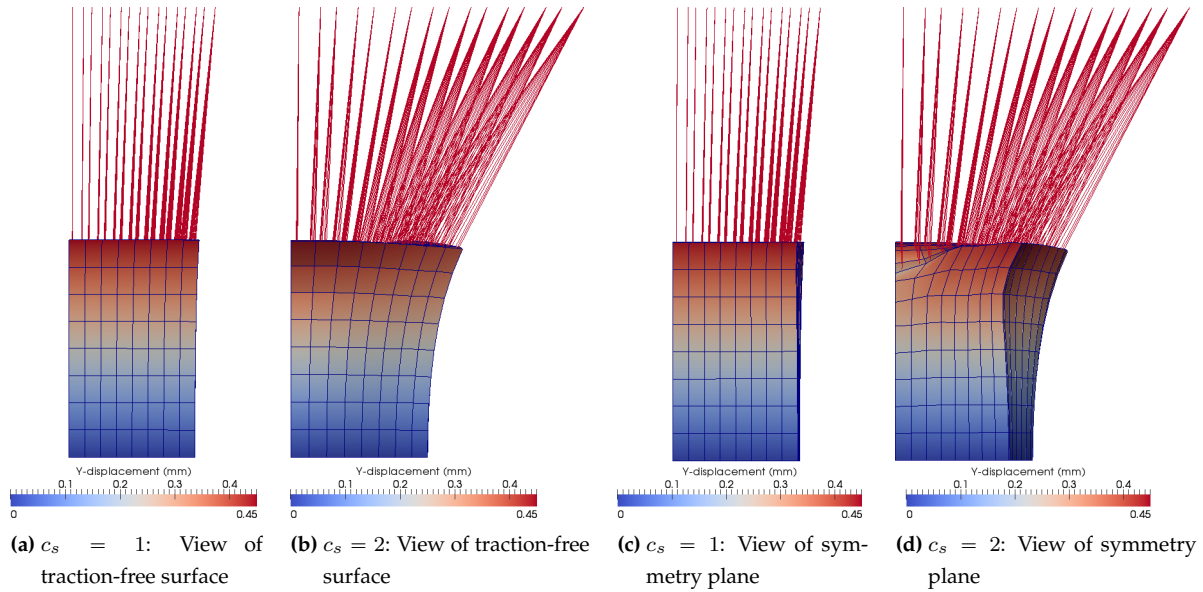 Y-displacement (mm)
0.1 0.2 0.3 0.4
0 0.45
Y-displacement (mm)
0.1 0.2 0.3 0.4
0 0.45
Y-displacement (mm)
0.1 0.2 0.3 0.4
0 0.45
Y-displacement (mm)
0.1 0.2 0.3 0.4
0 0.45
(a) c_s = 1: View of
traction-free surface
(b) c_s = 2: View of traction-free
surface
(c) c_s = 1: View of sym-
metry plane
(d) c_s = 2: View of symmetry
plane